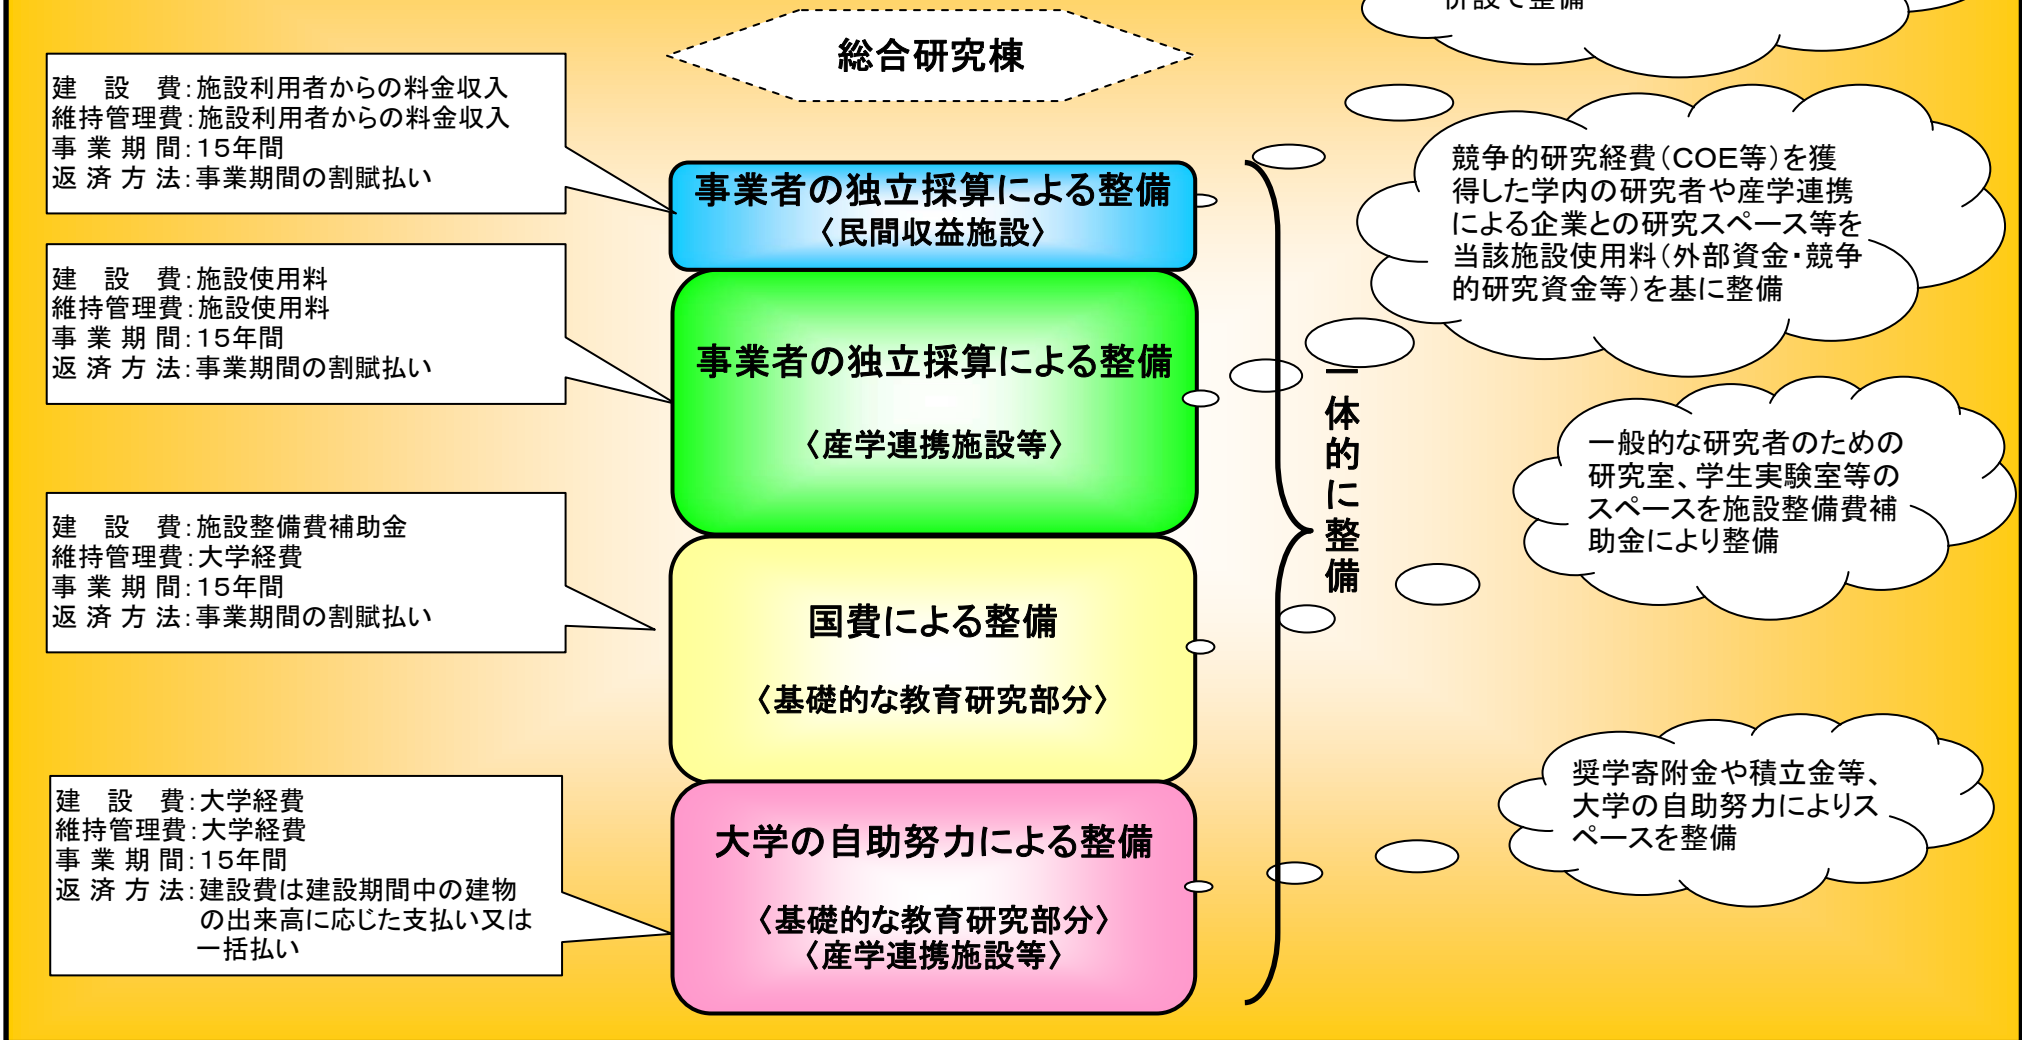 総合研究棟
建 設 費:施設利用者からの料金収入
維持管理費:施設利用者からの料金収入
事 業 期 間:15年間
返 済 方 法:事業期間の割賦払い
事業者の独立採算による整備
〈民間収益施設〉
建 設 費:施設使用料
維持管理費:施設使用料
事 業 期 間:15年間
返 済 方 法:事業期間の割賦払い
事業者の独立採算による整備
〈産学連携施設等〉
建 設 費:施設整備費補助金
維持管理費:大学経費
事 業 期 間:15年間
返 済 方 法:事業期間の割賦払い
国費による整備
〈基礎的な教育研究部分〉
建 設 費:大学経費
維持管理費:大学経費
事 業 期 間:15年間
返 済 方 法:建設費は建設期間中の建物
の出来高に応じた支払い又は
一括払い
大学の自助努力による整備
〈基礎的な教育研究部分〉
〈産学連携施設等〉
一体的に整備
競争的研究経費(COE等)を獲
得した学内の研究者や産学連携
による企業との研究スペース等を
当該施設使用料(外部資金・競争
的研究資金等)を基に整備
一般的な研究者のための
研究室、学生実験室等の
スペースを施設整備費補
助金により整備
奨学寄附金や積立金等、
大学の自助努力によりス
ペースを整備